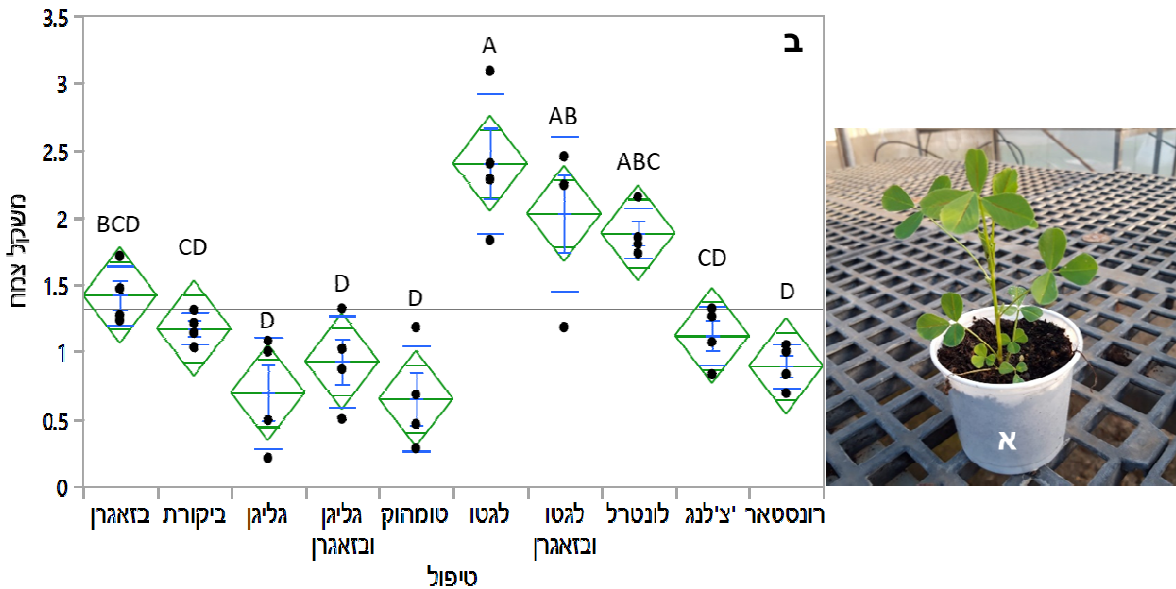 ב
משקל צמח
3.5
3
2.5
2
1.5
1
0.5
0
BCD
CD
D
D
D
A
AB
ABC
CD
D
בזאגרן
ביקורת
גליגן
גליגן
ובזאגרן
טומהוק
לגטו
לגטו
ובזאגרן
לונטרל
צ'לנג'
רונסטאר
טיפול
א